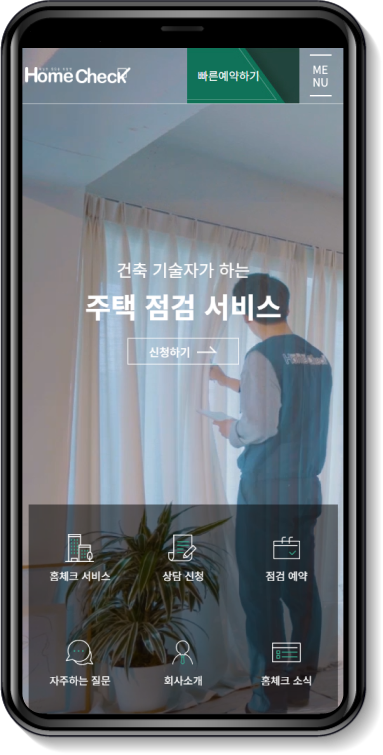 Home Check
빠른예약하기
ME
NU
건축 기술자가 하는
주택 점검 서비스
신청하기
홈체크 서비스
상담 신청
점검 예약
자주하는 질문
회사소개
홈체크 소식